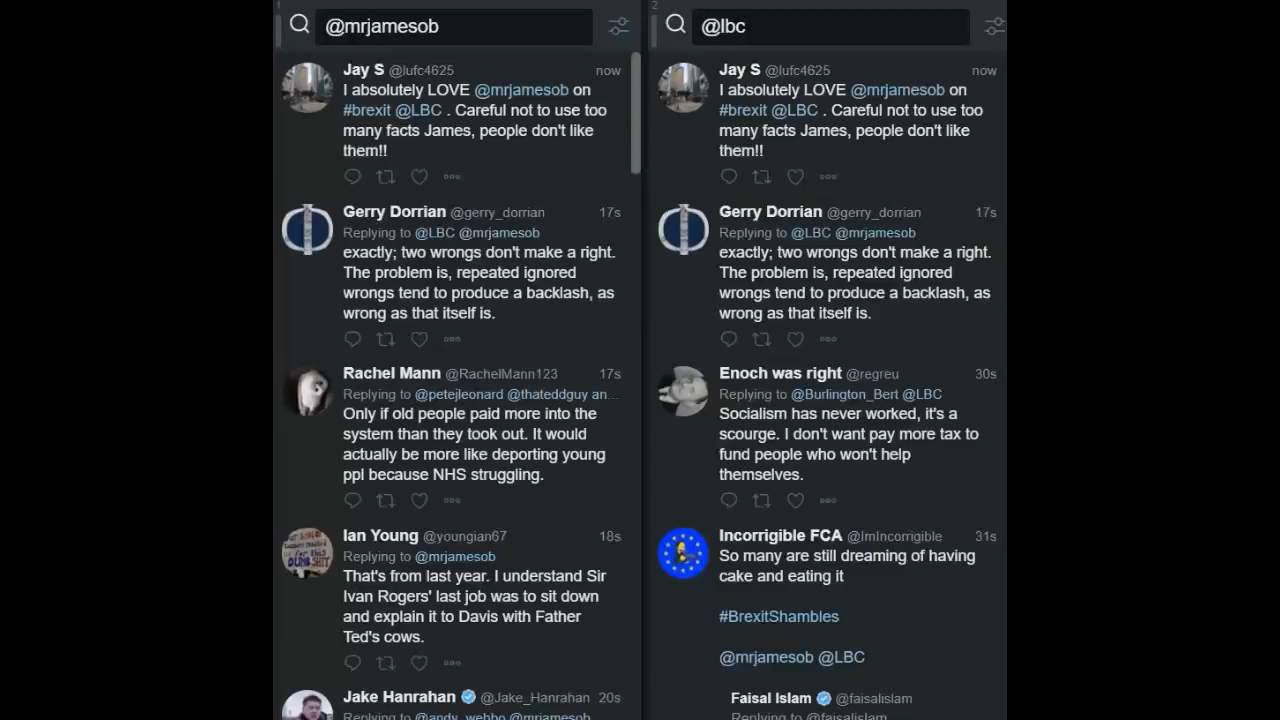 1
@mrjamesob
Jay S @lufc4625 now
I absolutely LOVE @mrjamesob on
#brexit @LBC . Careful not to use too
many facts James, people don't like
them!!
Gerry Dorrian @gerry_dorrian 17s
Replying to @LBC @mrjamesob
exactly; two wrongs don't make a right.
The problem is, repeated ignored
wrongs tend to produce a backlash, as
wrong as that itself is.
Rachel Mann @RachelMann123 17s
Replying to @petejleonard @thateddguy an...
Only if old people paid more into the
system than they took out. It would
actually be more like deporting young
ppl because NHS struggling.
Ian Young @youngian67 18s
Replying to @mrjamesob
That's from last year. I understand Sir
Ivan Rogers' last job was to sit down
and explain it to Davis with Father
Ted's cows.
Jake Hanrahan @Jake_Hanrahan 20s
Replying to @andy_webbo @mrjamesob
2
@lbc
Jay S @lufc4625 now
I absolutely LOVE @mrjamesob on
#brexit @LBC . Careful not to use too
many facts James, people don't like
them!!
Gerry Dorrian @gerry_dorrian 17s
Replying to @LBC @mrjamesob
exactly; two wrongs don't make a right.
The problem is, repeated ignored
wrongs tend to produce a backlash, as
wrong as that itself is.
Enoch was right @regreu 30s
Replying to @Burlington_Bert @LBC
Socialism has never worked, it's a
scourge. I don't want pay more tax to
fund people who won't help
themselves.
Incorrigible FCA @ImIncorrigible 31s
So many are still dreaming of having
cake and eating it
#BrexitShambles
@mrjamesob @LBC
Faisal Islam @faisalislam
Replying to @faisalislam